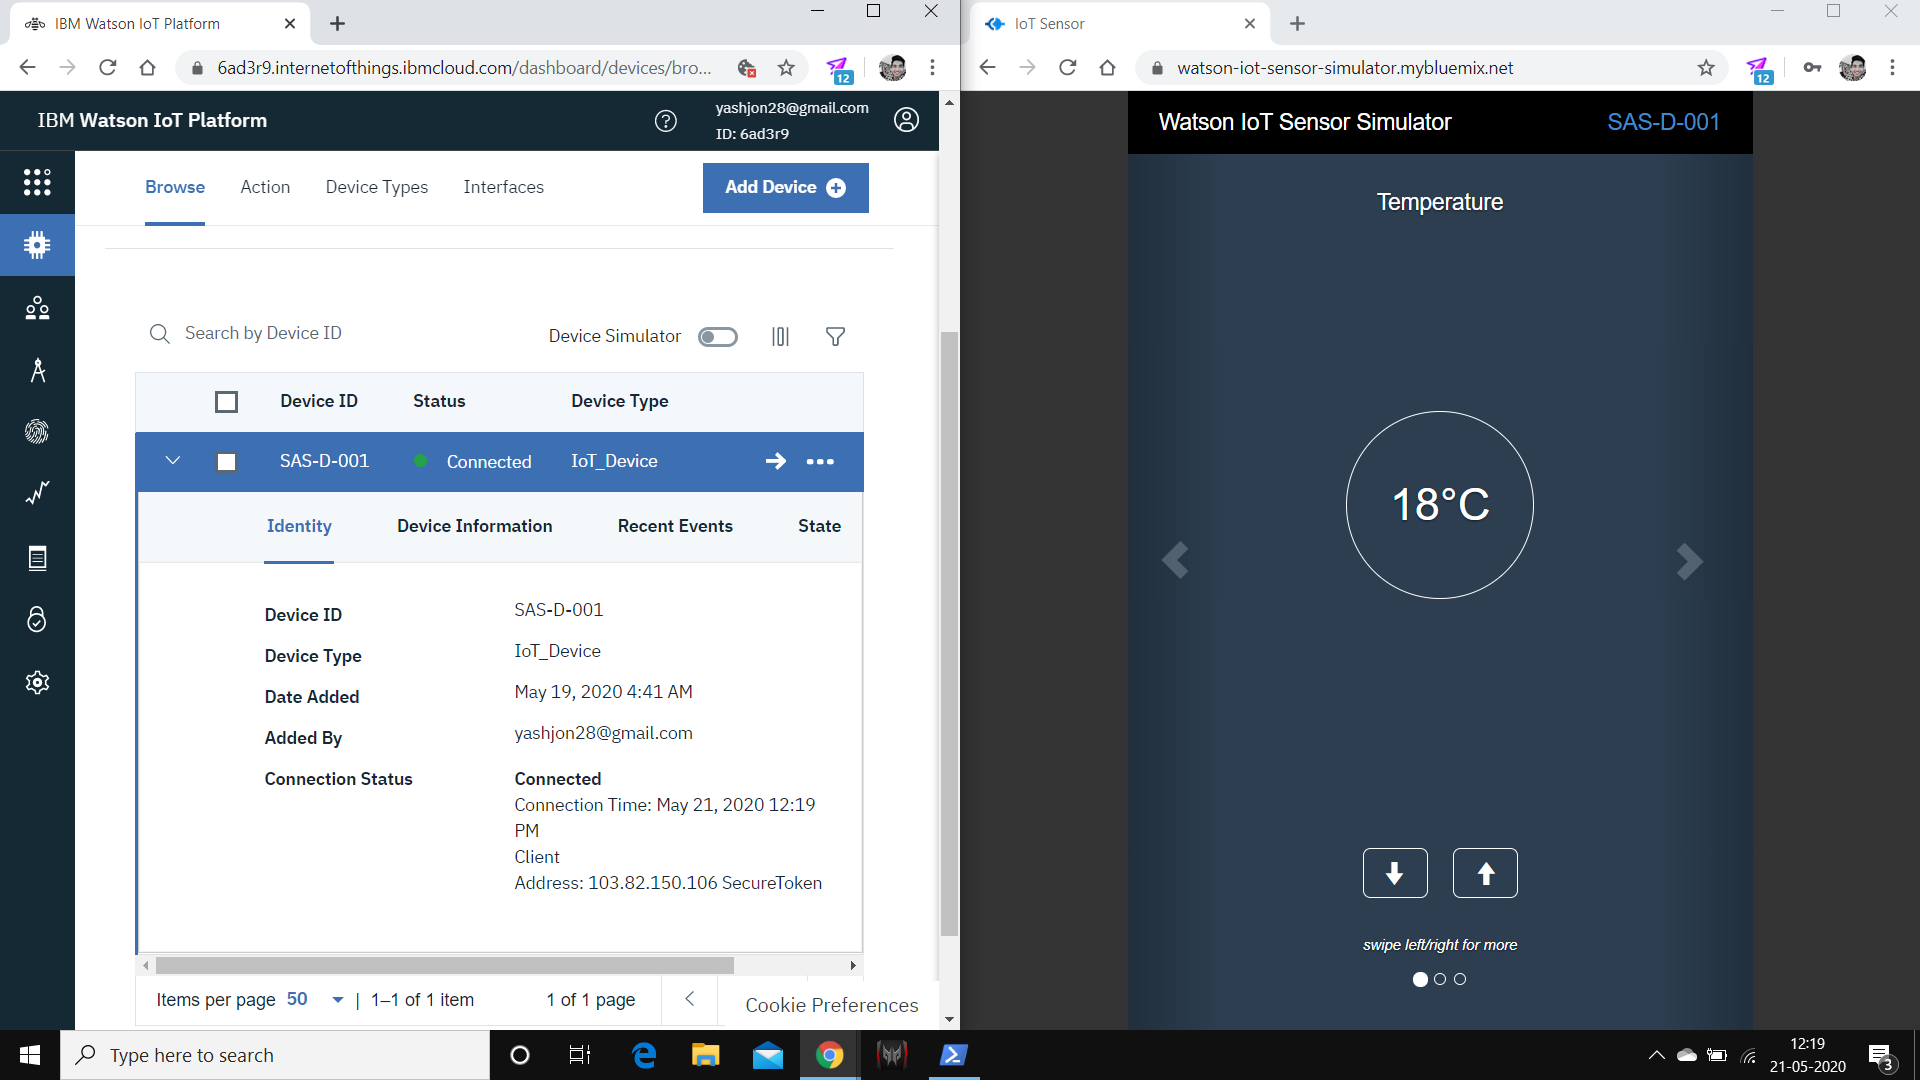 IBM Watson IoT Platform
6ad3r9.internetofthings.ibmcloud.com/dashboard/devices/bro...
12
IBM Watson IoT Platform
yashjon28@gmail.com
ID: 6ad3r9
Browse Action Device Types Interfaces
Add Device
Search by Device ID
Device Simulator
Device ID Status Device Type
SAS-D-001 Connected IoT_Device
Identity Device Information Recent Events State
Device ID SAS-D-001
Device Type IoT_Device
Date Added May 19, 2020 4:41 AM
Added By yashjon28@gmail.com
Connection Status Connected
Connection Time: May 21, 2020 12:19
PM
Client
Address: 103.82.150.106 SecureToken
Items per page 50 | 1–1 of 1 item 1 of 1 page
Cookie Preferences
IoT Sensor
watson-iot-sensor-simulator.mybluemix.net
12
Watson IoT Sensor Simulator SAS-D-001
Temperature
18°C
swipe left/right for more
Type here to search
12:19
21-05-2020
3